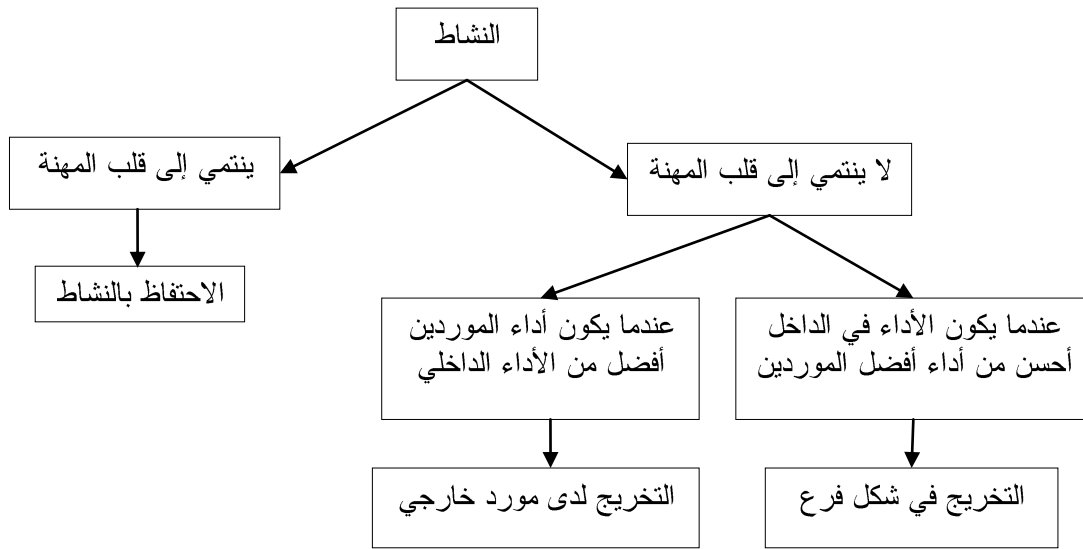 النشاط
لا ينتمي إلى قلب المهنة
ينتمي إلى قلب المهنة
الاحتفاظ بالنشاط
عندما يكون الأداء في الداخل
أحسن من أداء أفضل الموردين
عندما يكون أداء الموردين
أفضل من الأداء الداخلي
التخريج في شكل فرع
التخريج لدى مورد خارجي